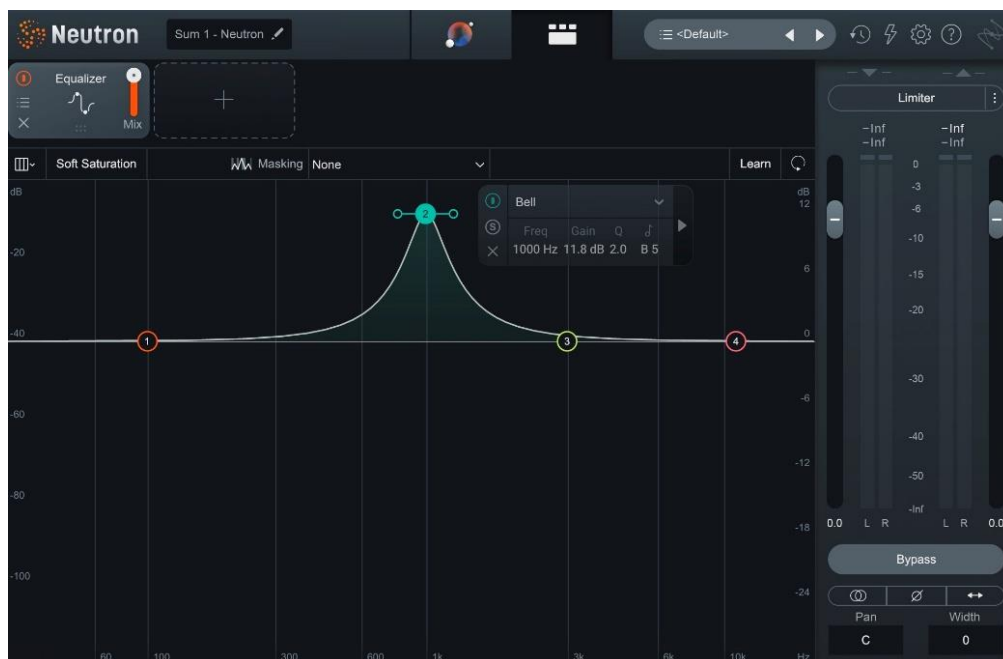 Neutron
Sum 1 - Neutron
<Default>
Equalizer
Mix
+
Limiter
-Inf -Inf
-Inf -Inf
Soft Saturation
Masking None
Learn
dB
-20
-40
-60
-80
-100
1
2
3
4
Bell
S
Freq Gain Q
1000 Hz 11.8 dB 2.0 B 5
dB
12
6
0
-6
-12
-18
-24
60 100 300 600 1k 3k 6k 10k Hz
0
-3
-6
-10
-15
-20
-30
-40
-50
-Inf
0.0 L R L R 0.0
Bypass
Pan Width
C 0